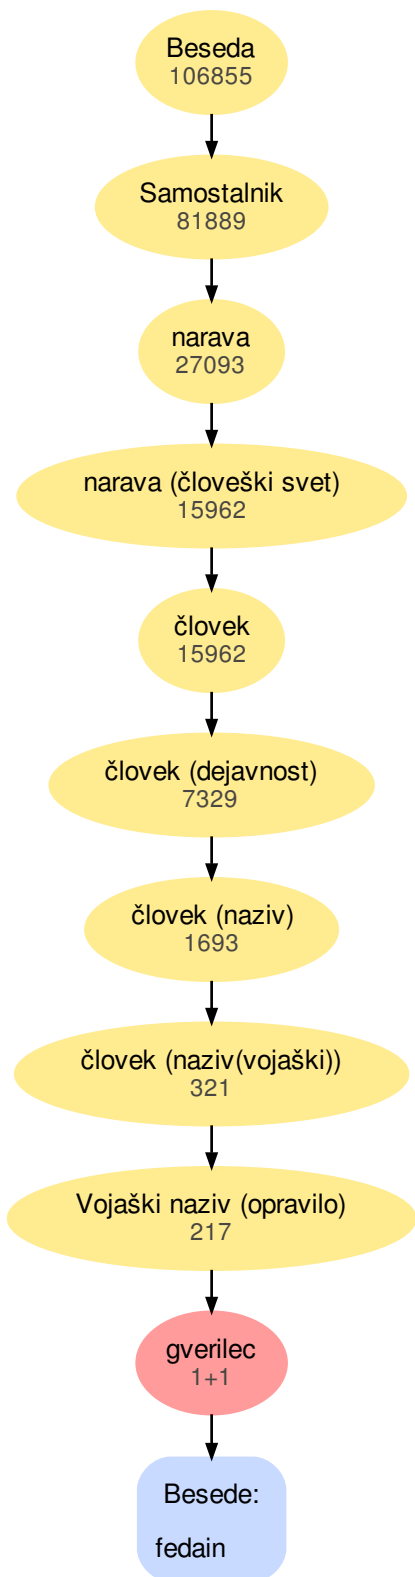 Beseda
106855
Samostalnik
81889
narava
27093
narava (človeški svet)
15962
človek
15962
človek (dejavnost)
7329
človek (naziv)
1693
človek (naziv(vojaški))
321
Vojaški naziv (opravilo)
217
gverilec
1+1
Besede:
fedain